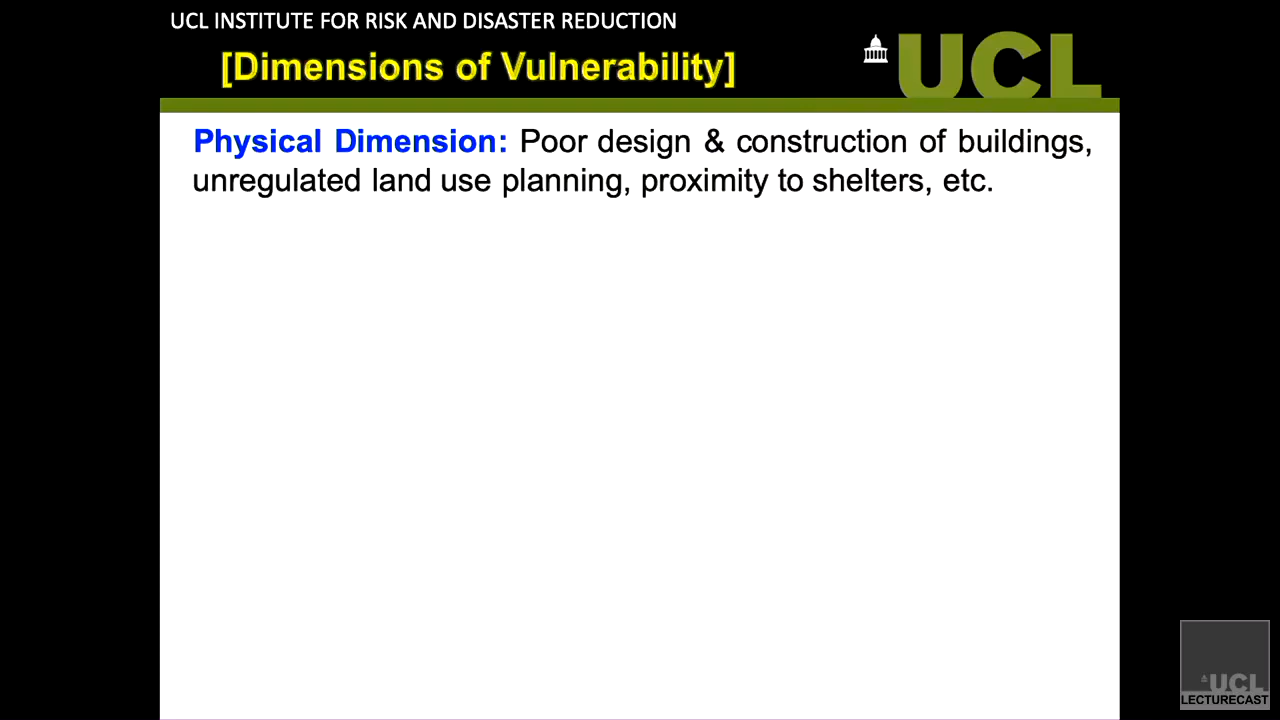 UCL INSTITUTE FOR RISK AND DISASTER REDUCTION
[Dimensions of Vulnerability]
UCL
Physical Dimension: Poor design & construction of buildings,
unregulated land use planning, proximity to shelters, etc.
UCL
LECTURECAST